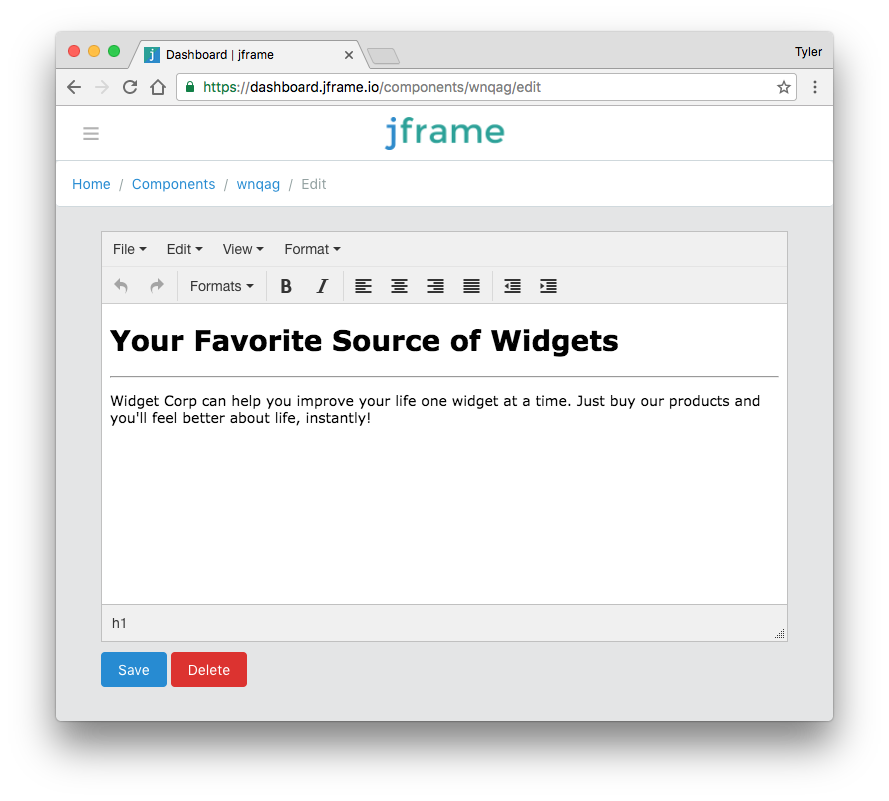 j Dashboard | jframe
Tyler
https://dashboard.jframe.io/components/wnqag/edit
jframe
Home / Components / wnqag / Edit
File Edit View Format
Formats B I
Your Favorite Source of Widgets
Widget Corp can help you improve your life one widget at a time. Just buy our products and
you'll feel better about life, instantly!
h1
Save Delete